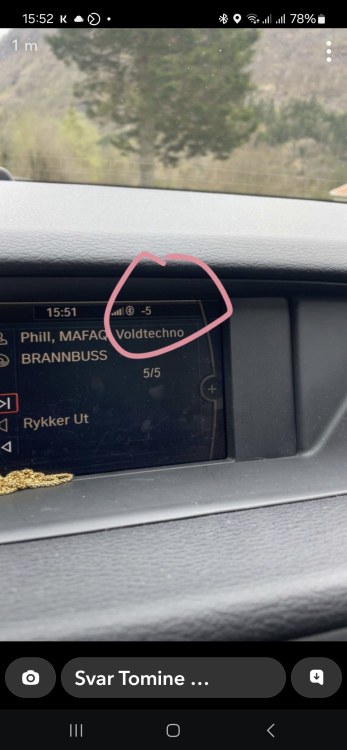 15:52 K 78%
1 m
15:51 -5
Phill, MAFAQ, Voldtechno
BRANNBUSS
5/5
Rykker Ut
Svar Tomine ...